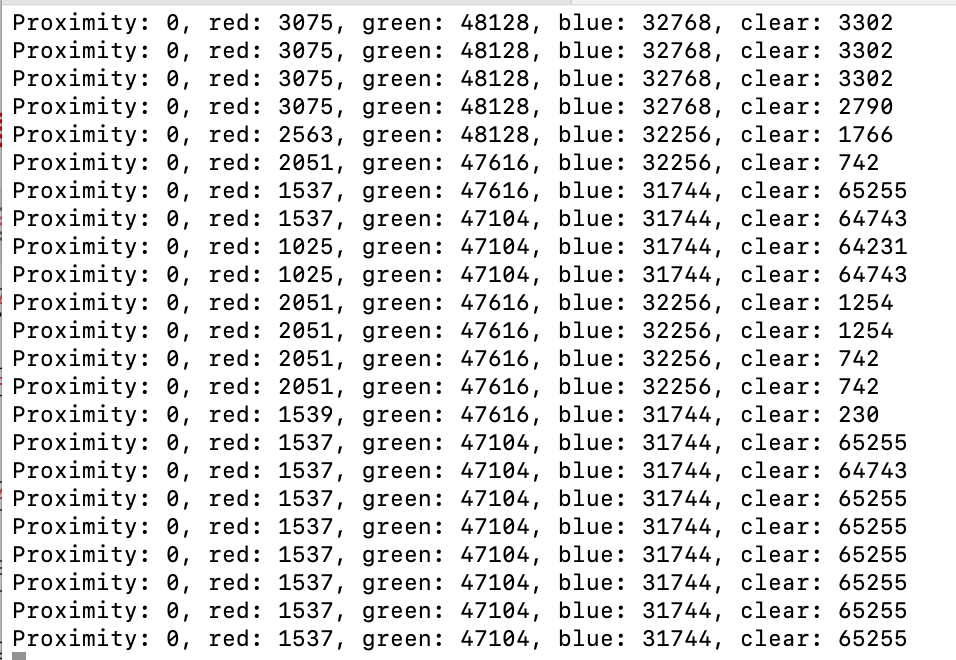 Proximity: 0, red: 3075, green: 48128, blue: 32768, clear: 3302
Proximity: 0, red: 3075, green: 48128, blue: 32768, clear: 3302
Proximity: 0, red: 3075, green: 48128, blue: 32768, clear: 3302
Proximity: 0, red: 3075, green: 48128, blue: 32768, clear: 2790
Proximity: 0, red: 2563, green: 48128, blue: 32256, clear: 1766
Proximity: 0, red: 2051, green: 47616, blue: 32256, clear: 742
Proximity: 0, red: 1537, green: 47616, blue: 31744, clear: 65255
Proximity: 0, red: 1537, green: 47104, blue: 31744, clear: 64743
Proximity: 0, red: 1025, green: 47104, blue: 31744, clear: 64231
Proximity: 0, red: 1025, green: 47104, blue: 31744, clear: 64743
Proximity: 0, red: 2051, green: 47616, blue: 32256, clear: 1254
Proximity: 0, red: 2051, green: 47616, blue: 32256, clear: 1254
Proximity: 0, red: 2051, green: 47616, blue: 32256, clear: 742
Proximity: 0, red: 2051, green: 47616, blue: 32256, clear: 742
Proximity: 0, red: 1539, green: 47616, blue: 31744, clear: 230
Proximity: 0, red: 1537, green: 47104, blue: 31744, clear: 65255
Proximity: 0, red: 1537, green: 47104, blue: 31744, clear: 64743
Proximity: 0, red: 1537, green: 47104, blue: 31744, clear: 65255
Proximity: 0, red: 1537, green: 47104, blue: 31744, clear: 65255
Proximity: 0, red: 1537, green: 47104, blue: 31744, clear: 65255
Proximity: 0, red: 1537, green: 47104, blue: 31744, clear: 65255
Proximity: 0, red: 1537, green: 47104, blue: 31744, clear: 65255
Proximity: 0, red: 1537, green: 47104, blue: 31744, clear: 65255